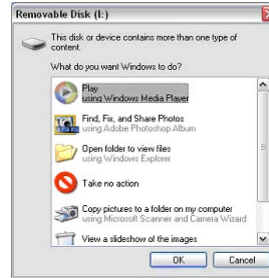 Removable Disk (I:)
This disk or device contains more than one type of
content.
What do you want Windows to do?
Play
using Windows Media Player
Find, Fix, and Share Photos
using Adobe Photoshop Album
Open folder to view files
using Windows Explorer
Take no action
Copy pictures to a folder on my computer
using Microsoft Scanner and Camera Wizard
View a slideshow of the images
OK
Cancel